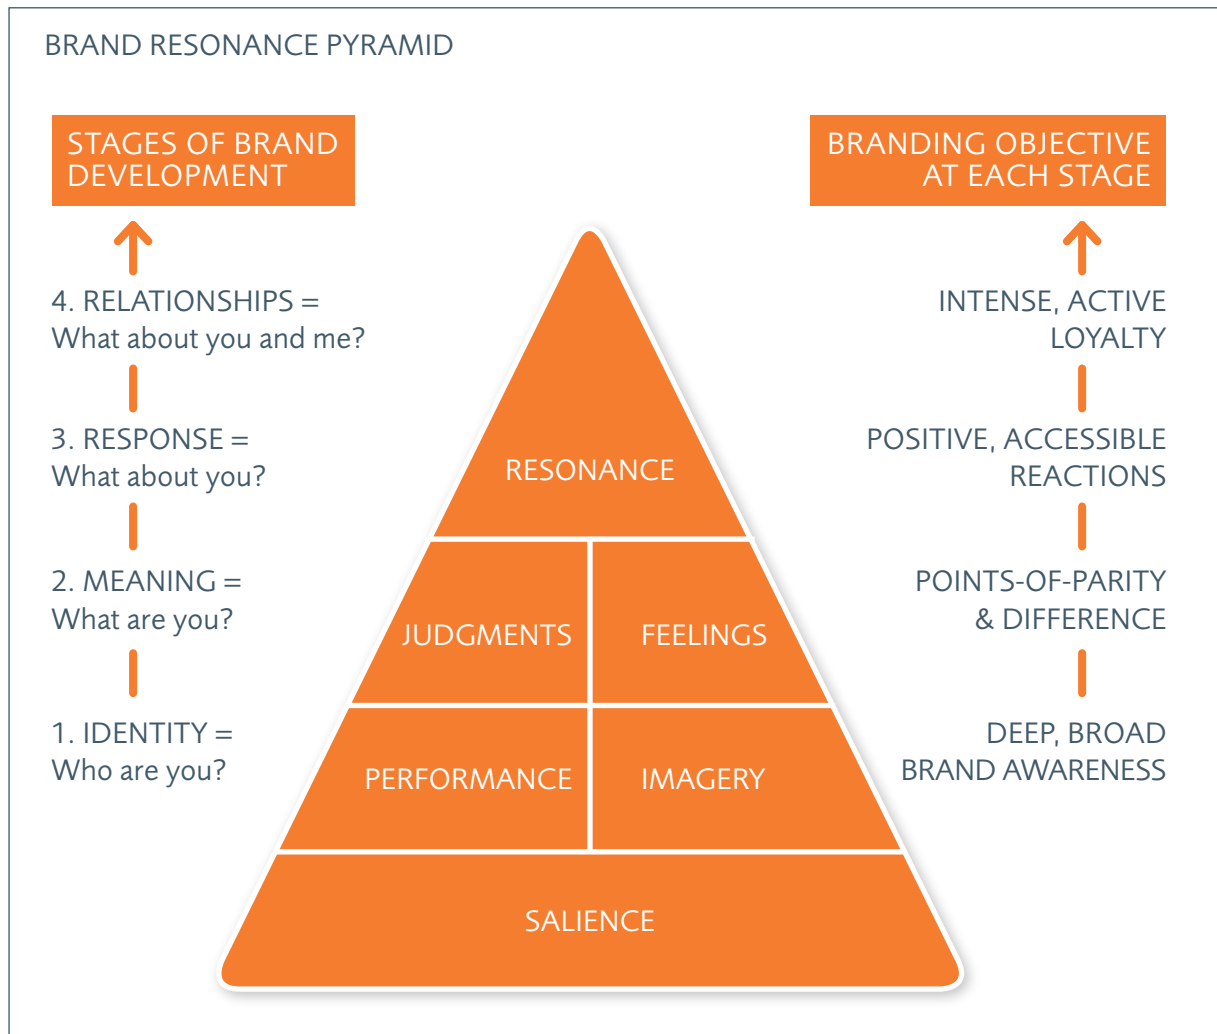 BRAND RESONANCE PYRAMID
STAGES OF BRAND
DEVELOPMENT
4. RELATIONSHIPS =
What about you and me?
3. RESPONSE =
What about you?
2. MEANING =
What are you?
1. IDENTITY =
Who are you?
RESONANCE
JUDGMENTS
FEELINGS
PERFORMANCE
IMAGERY
SALIENCE
BRANDING OBJECTIVE
AT EACH STAGE
INTENSE, ACTIVE
LOYALTY
POSITIVE, ACCESSIBLE
REACTIONS
POINTS-OF-PARITY
& DIFFERENCE
DEEP, BROAD
BRAND AWARENESS